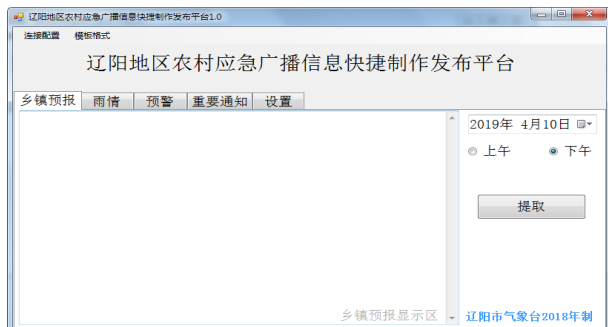 辽阳地区农村应急广播信息快捷制作发布平台1.0
连接配置 模板格式
辽阳地区农村应急广播信息快捷制作发布平台
乡镇预报 雨情 预警 重要通知 设置
2019年 4月10日
上午 下午
提取
乡镇预报显示区
辽阳市气象台2018年制